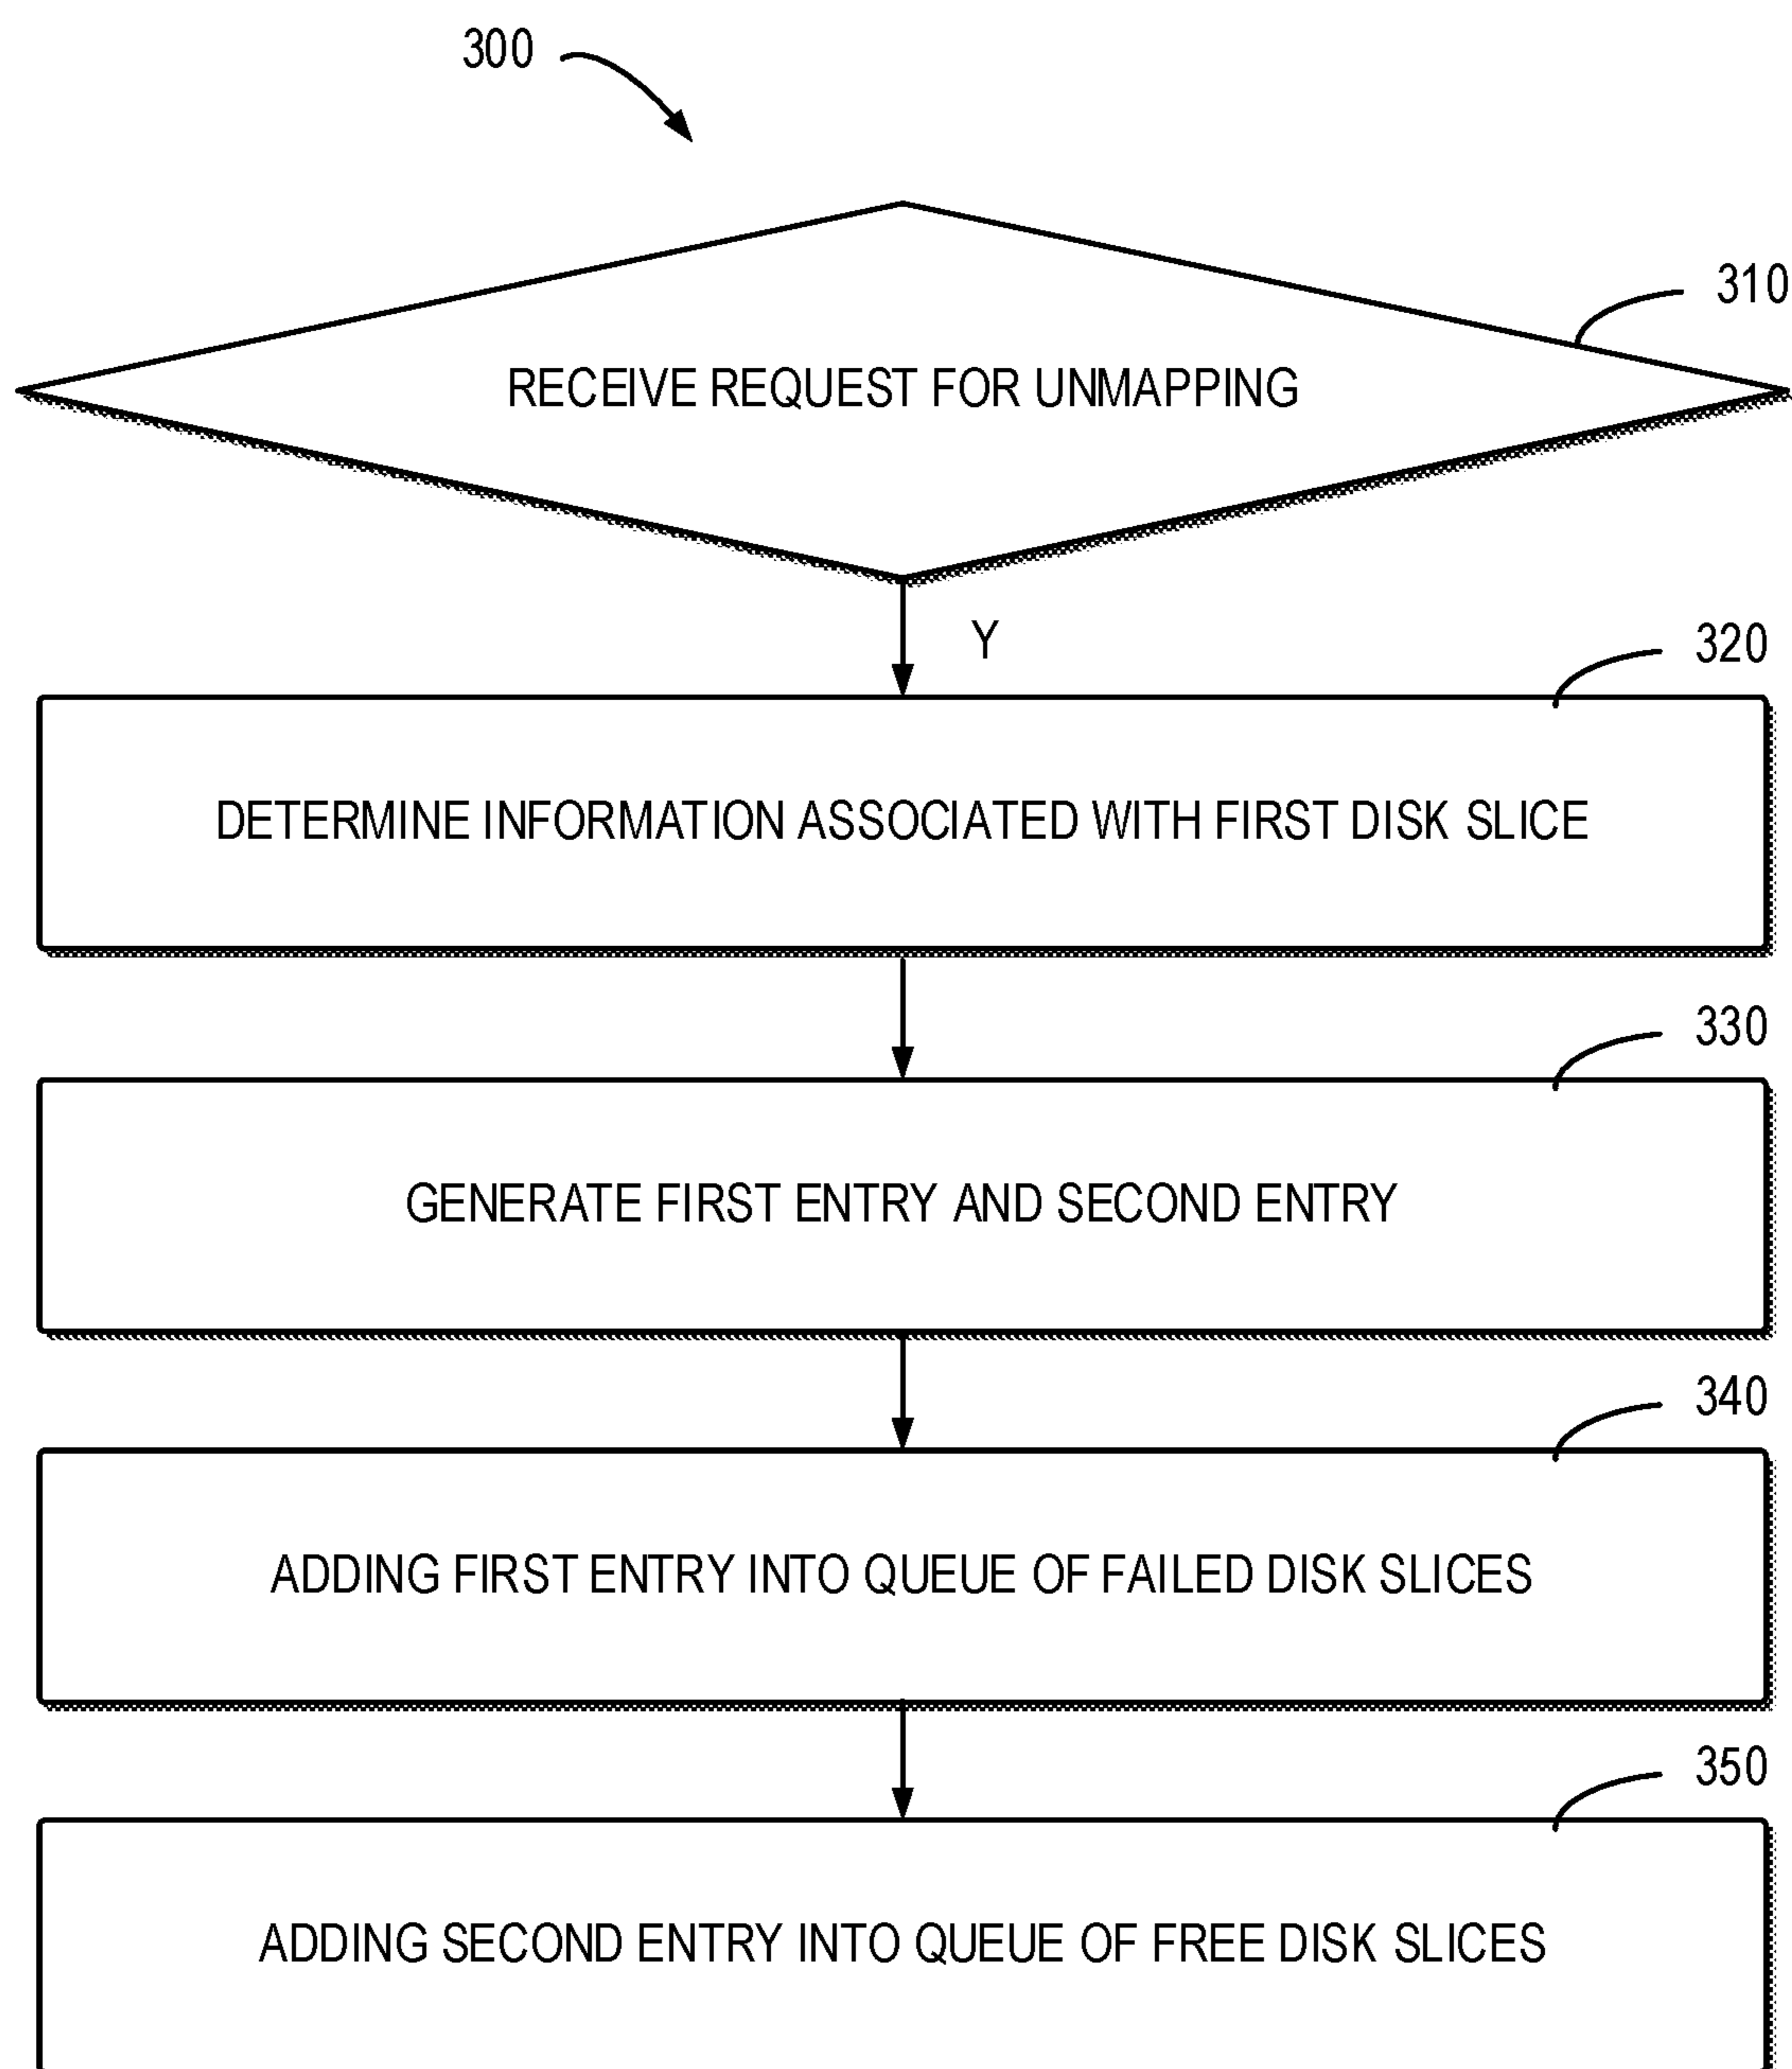 300
310
RECEIVE REQUEST FOR UNMAPPING
Y
320
DETERMINE INFORMATION ASSOCIATED WITH FIRST DISK SLICE
330
GENERATE FIRST ENTRY AND SECOND ENTRY
340
ADDING FIRST ENTRY INTO QUEUE OF FAILED DISK SLICES
350
ADDING SECOND ENTRY INTO QUEUE OF FREE DISK SLICES